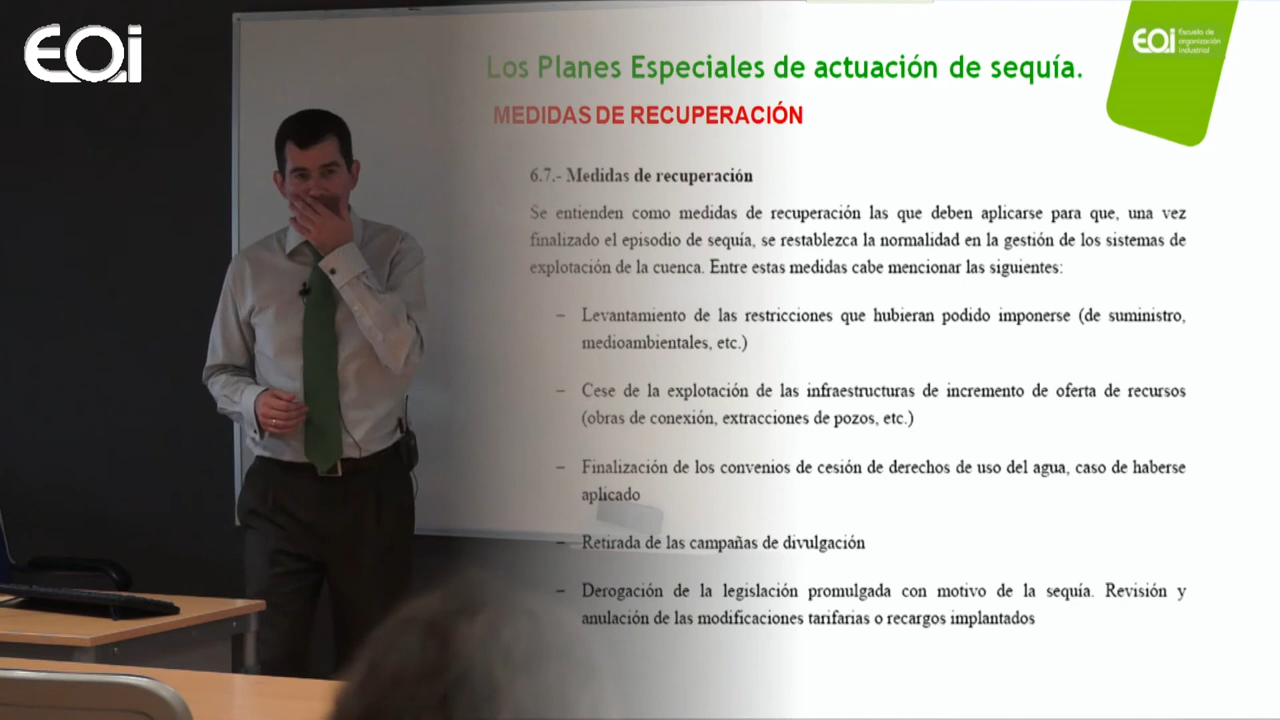 EOi
EOi Escuela de
organización
industrial
Los Planes Especiales de actuación de sequía.
MEDIDAS DE RECUPERACIÓN
6.7.- Medidas de recuperación
Se entienden como medidas de recuperación las que deben aplicarse para que, una vez
finalizado el episodio de sequía, se restablezca la normalidad en la gestión de los sistemas de
explotación de la cuenca. Entre estas medidas cabe mencionar las siguientes:
– Levantamiento de las restricciones que hubieran podido imponerse (de suministro,
medioambientales, etc.)
– Cese de la explotación de las infraestructuras de incremento de oferta de recursos
(obras de conexión, extracciones de pozos, etc.)
– Finalización de los convenios de cesión de derechos de uso del agua, caso de haberse
aplicado
– Retirada de las campañas de divulgación
– Derogación de la legislación promulgada con motivo de la sequía. Revisión y
anulación de las modificaciones tarifarias o recargos implantados